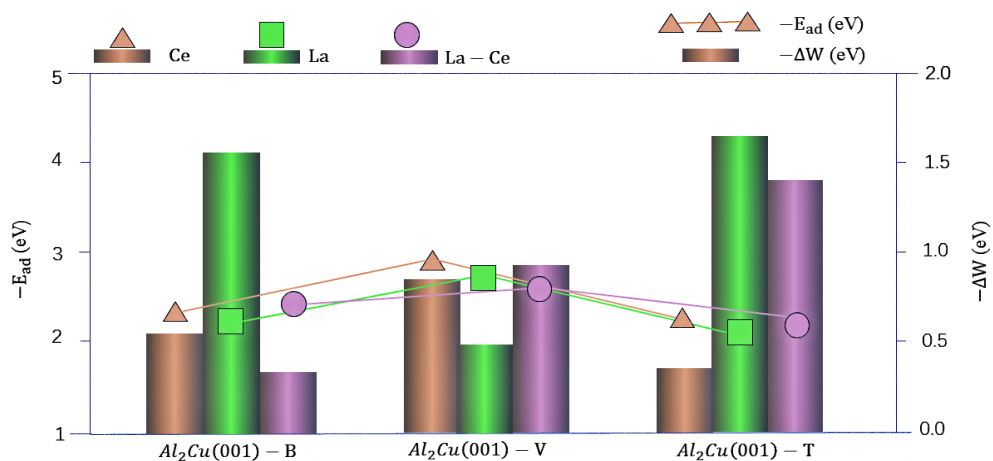 Ce La La − Ce −E_ad (eV)
−ΔW (eV)
5 2.0
4 1.5
3 1.0
2 0.5
1 0.0
−E_ad (eV)
−ΔW (eV)
Al₂Cu(001) − B Al₂Cu(001) − V Al₂Cu(001) − T